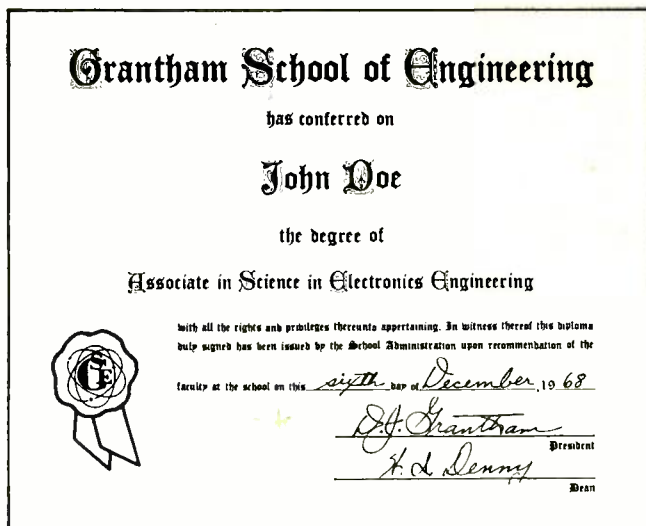 Grantham School of Engineering
has conferred on
John Doe
the degree of
Associate in Science in Electronics Engineering
with all the rights and privileges thereunto appertaining. In witness thereof this diploma
duly signed has been issued by the School Administration upon recommendation of the
faculty at the school on this sixth day of December, 1968
GSE
D.J. Grantham
President
H. L. Denny
Dean